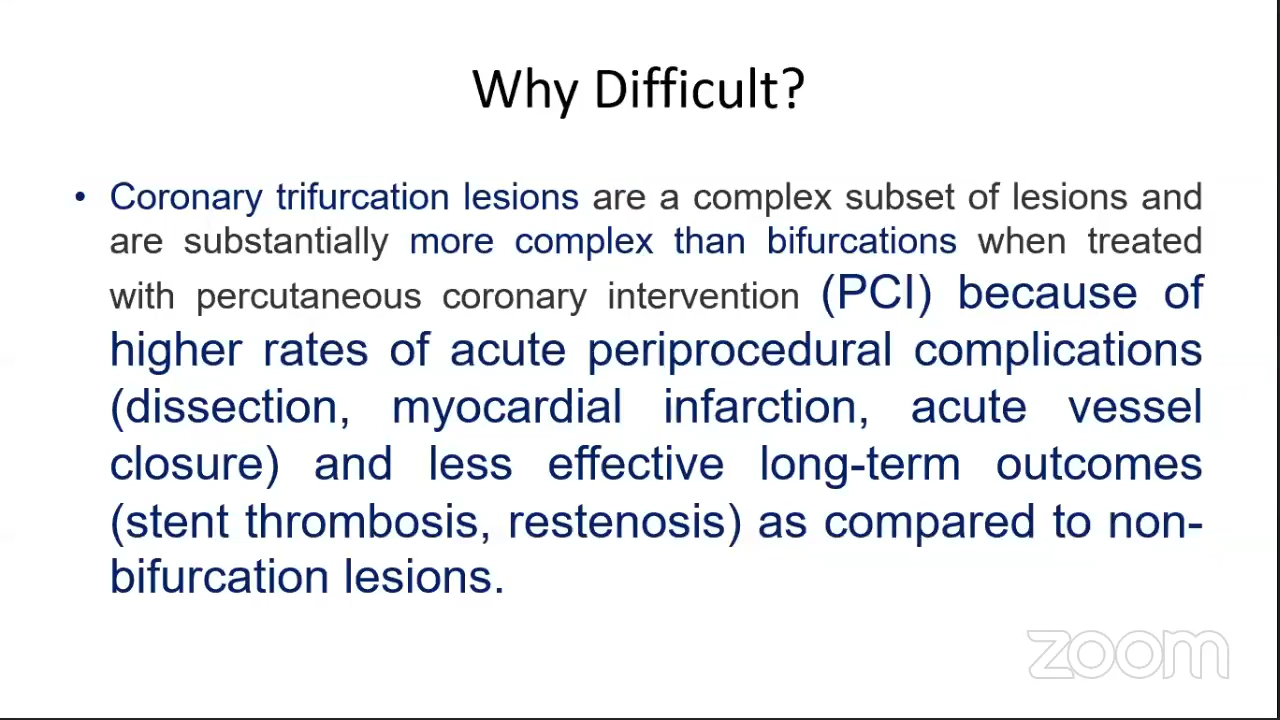 Why Difficult?
• Coronary trifurcation lesions are a complex subset of lesions and
are substantially more complex than bifurcations when treated
with percutaneous coronary intervention (PCI) because of
higher rates of acute periprocedural complications
(dissection, myocardial infarction, acute vessel
closure) and less effective long-term outcomes
(stent thrombosis, restenosis) as compared to non-
bifurcation lesions.
zoom